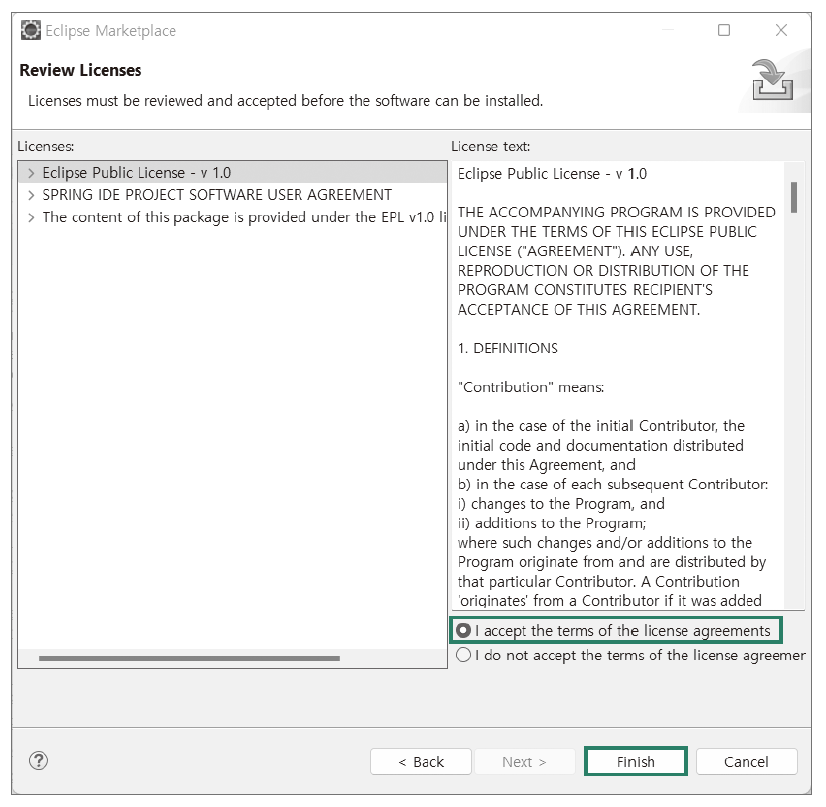 Eclipse Marketplace
Review Licenses
Licenses must be reviewed and accepted before the software can be installed.
Licenses:
Eclipse Public License - v 1.0
SPRING IDE PROJECT SOFTWARE USER AGREEMENT
The content of this package is provided under the EPL v1.0 li
License text:
Eclipse Public License - v 1.0
THE ACCOMPANYING PROGRAM IS PROVIDED
UNDER THE TERMS OF THIS ECLIPSE PUBLIC
LICENSE ("AGREEMENT"). ANY USE,
REPRODUCTION OR DISTRIBUTION OF THE
PROGRAM CONSTITUTES RECIPIENT'S
ACCEPTANCE OF THIS AGREEMENT.
1. DEFINITIONS
"Contribution" means:
a) in the case of the initial Contributor, the
initial code and documentation distributed
under this Agreement, and
b) in the case of each subsequent Contributor:
i) changes to the Program, and
ii) additions to the Program;
where such changes and/or additions to the
Program originate from and are distributed by
that particular Contributor. A Contribution
'originates' from a Contributor if it was added
I accept the terms of the license agreements
I do not accept the terms of the license agreemer
?
< Back
Next >
Finish
Cancel